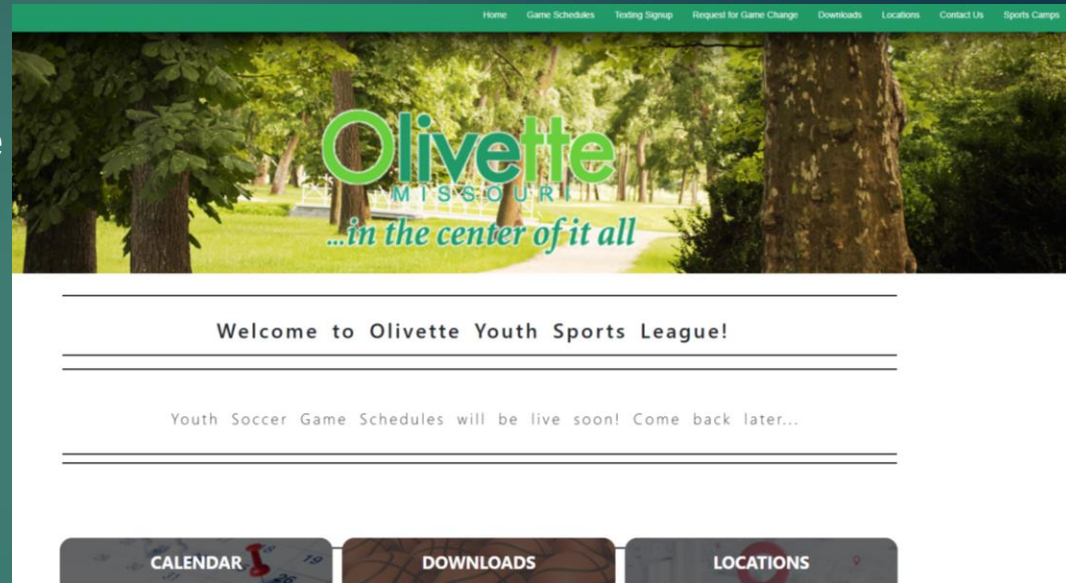 Home Game Schedules Texting Signup Request for Game Change Downloads Locations Contact Us Sports Camps
Olivette
MISSOURI
...in the center of it all
Welcome to Olivette Youth Sports League!
Youth Soccer Game Schedules will be live soon! Come back later...
CALENDAR DOWNLOADS LOCATIONS